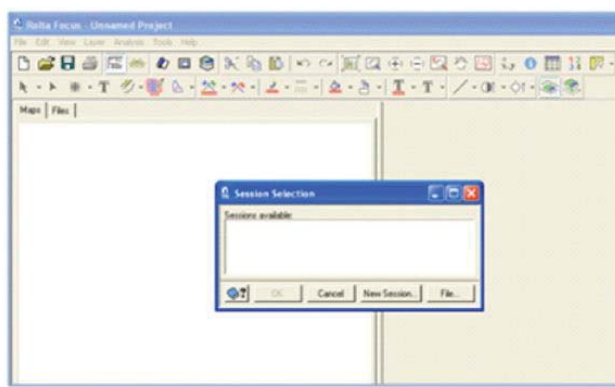 Rolta Focus - Unnamed Project
File Edit View Layer Analysis Tools Help
Maps Files
Session Selection
Sessions available:
OK Cancel New Session... File...